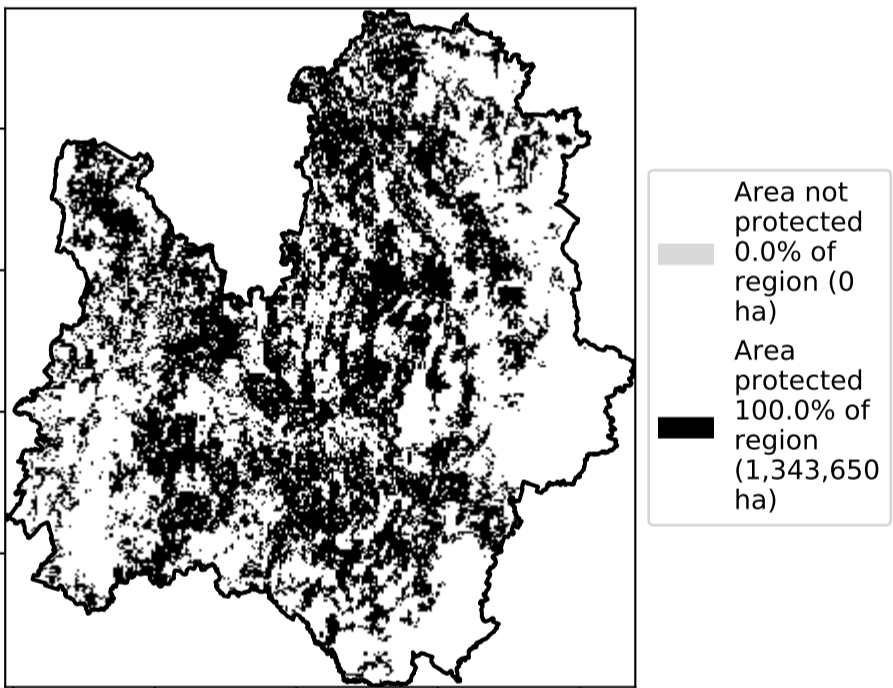 Area not
protected
0.0% of
region (0
ha)
Area
protected
100.0% of
region
(1,343,650
ha)